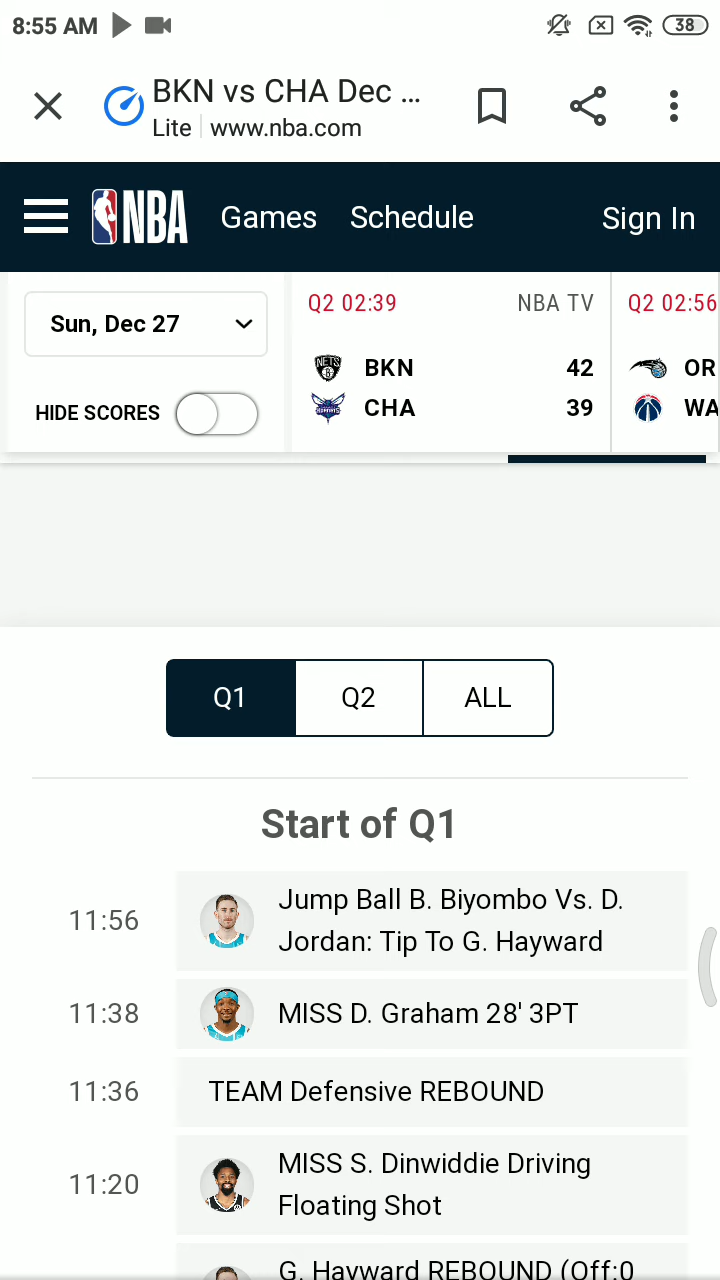 8:55 AM
38
BKN vs CHA Dec ...
Lite www.nba.com
NBA Games Schedule Sign In
Sun, Dec 27
HIDE SCORES
Q2 02:39 NBA TV
NETS BKN 42
CHA 39
Q2 02:56
OR
WA
Q1 Q2 ALL
Start of Q1
11:56 Jump Ball B. Biyombo Vs. D.
Jordan: Tip To G. Hayward
11:38 MISS D. Graham 28' 3PT
11:36 TEAM Defensive REBOUND
11:20 MISS S. Dinwiddie Driving
Floating Shot
G. Hayward REBOUND (Off:0